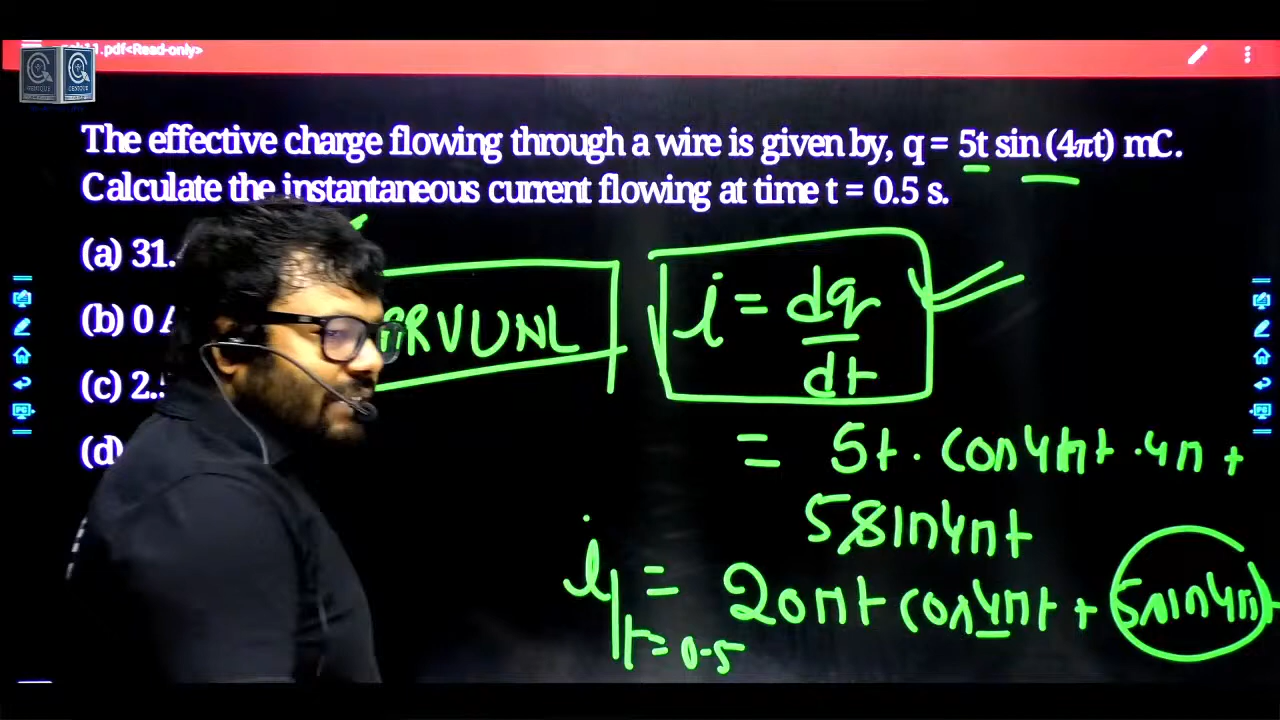 .pdf<Read-only>
The effective charge flowing through a wire is given by, q = 5t sin (4πt) mC.
Calculate the instantaneous current flowing at time t = 0.5 s.
(a) 31.
(b) 0 A
(c) 2.5
(d)
RVUNL
i = dq
dt
= 5t · cos4πt · 4π +
5sin4πt
i = 20πt cos4πt + 5sin4πt
t = 0.5